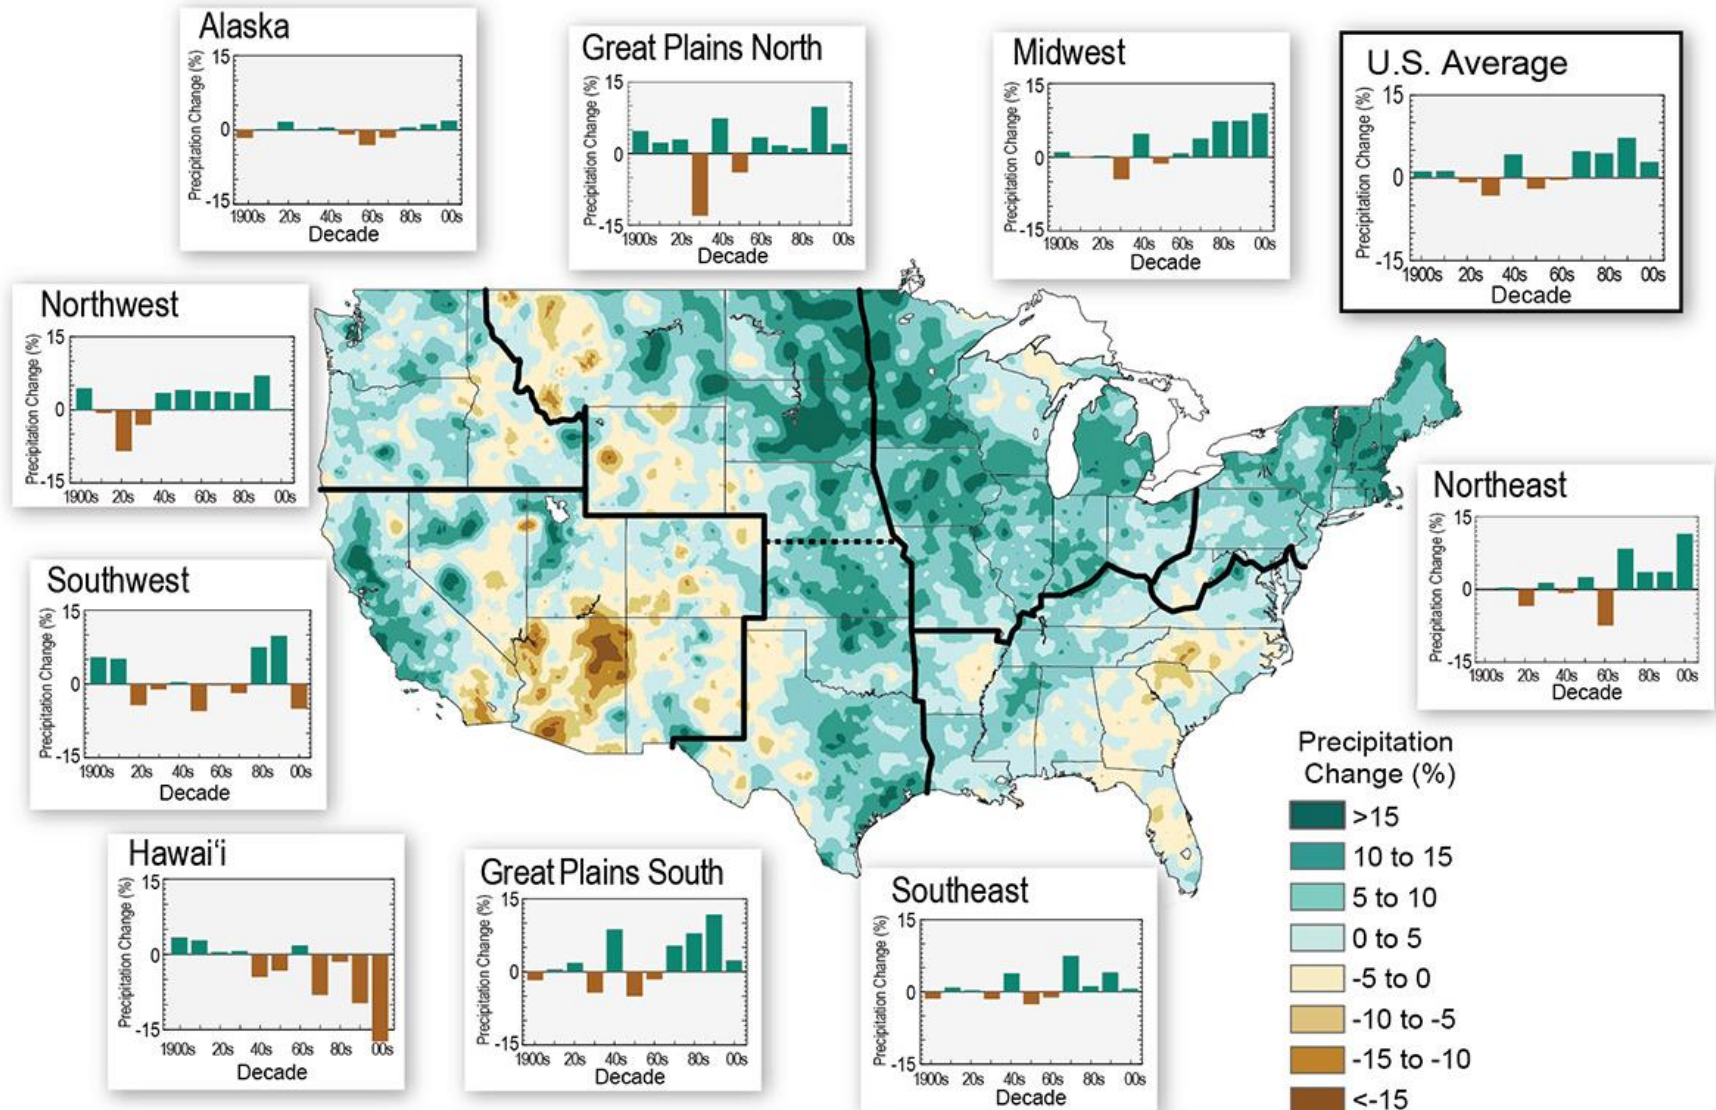 Alaska
Precipitation Change (%)
15
0
-15
1900s 20s 40s 60s 80s 00s
Decade
Great Plains North
Precipitation Change (%)
15
0
-15
1900s 20s 40s 60s 80s 00s
Decade
Midwest
Precipitation Change (%)
15
0
-15
1900s 20s 40s 60s 80s 00s
Decade
U.S. Average
Precipitation Change (%)
15
0
-15
1900s 20s 40s 60s 80s 00s
Decade
Northwest
Precipitation Change (%)
15
0
-15
1900s 20s 40s 60s 80s 00s
Decade
Northeast
Precipitation Change (%)
15
0
-15
1900s 20s 40s 60s 80s 00s
Decade
Southwest
Precipitation Change (%)
15
0
-15
1900s 20s 40s 60s 80s 00s
Decade
Hawai‘i
Precipitation Change (%)
15
0
-15
1900s 20s 40s 60s 80s 00s
Decade
Great Plains South
Precipitation Change (%)
15
0
-15
1900s 20s 40s 60s 80s 00s
Decade
Southeast
Precipitation Change (%)
15
0
-15
1900s 20s 40s 60s 80s 00s
Decade
Precipitation
Change (%)
>15
10 to 15
5 to 10
0 to 5
-5 to 0
-10 to -5
-15 to -10
<-15